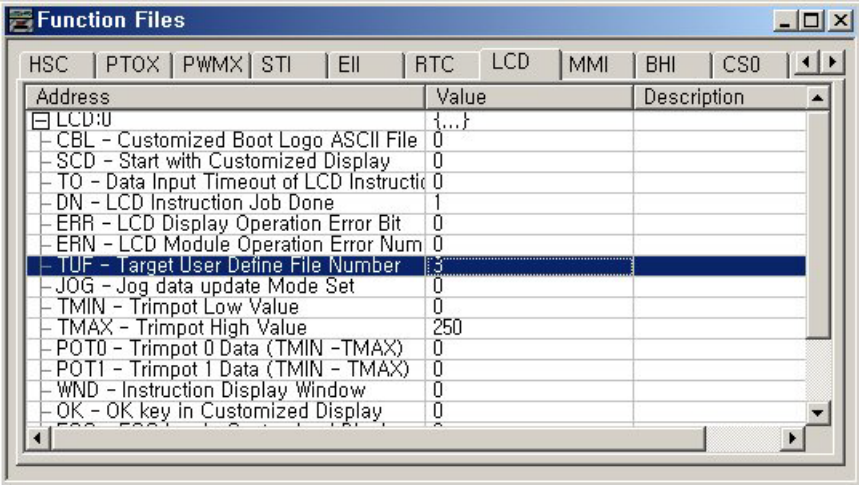 Function Files
HSC PTOX PWMX STI EII RTC LCD MMI BHI CS0
Address Value Description
LCD:0 {...}
CBL - Customized Boot Logo ASCII File 0
SCD - Start with Customized Display 0
TO - Data Input Timeout of LCD Instructio 0
DN - LCD Instruction Job Done 1
ERR - LCD Display Operation Error Bit 0
ERN - LCD Module Operation Error Num 0
TUF - Target User Define File Number 3
JOG - Jog data update Mode Set 0
TMIN - Trimpot Low Value 0
TMAX - Trimpot High Value 250
POT0 - Trimpot 0 Data (TMIN -TMAX) 0
POT1 - Trimpot 1 Data (TMIN - TMAX) 0
WND - Instruction Display Window 0
OK - OK key in Customized Display 0